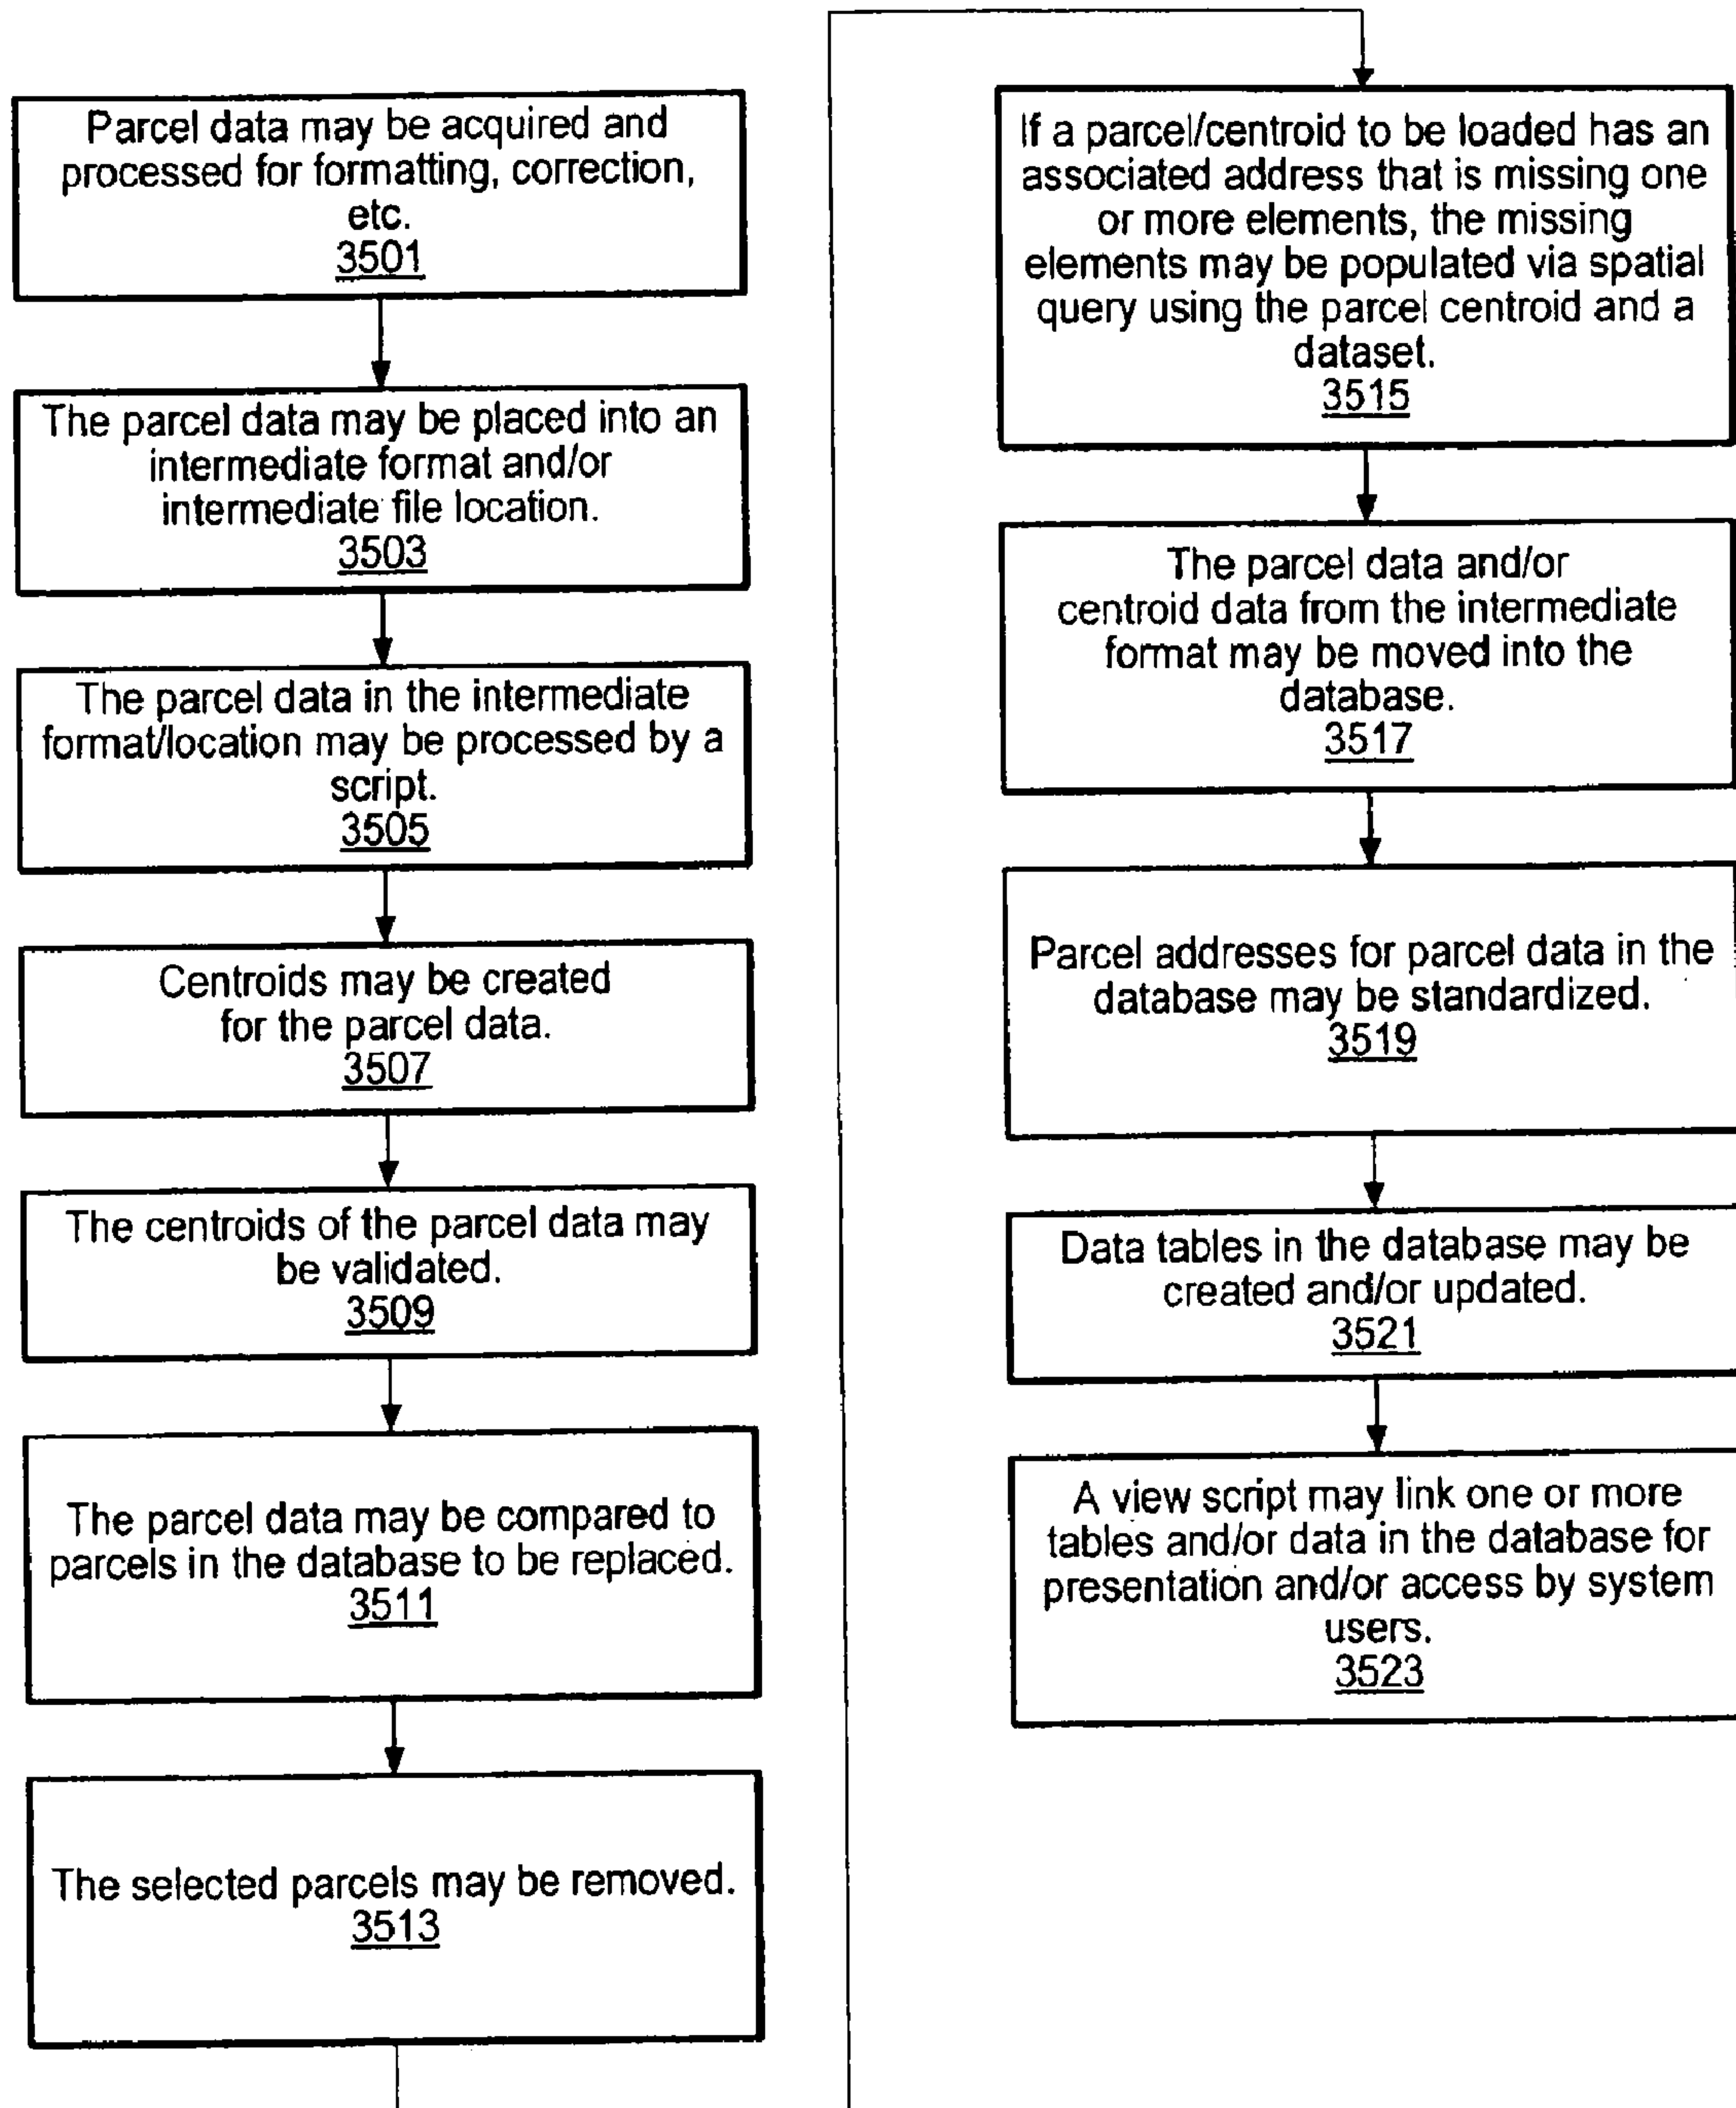 Parcel data may be acquired and
processed for formatting, correction,
etc.
3501
The parcel data may be placed into an
intermediate format and/or
intermediate file location.
3503
The parcel data in the intermediate
format/location may be processed by a
script.
3505
Centroids may be created
for the parcel data.
3507
The centroids of the parcel data may
be validated.
3509
The parcel data may be compared to
parcels in the database to be replaced.
3511
The selected parcels may be removed.
3513
If a parcel/centroid to be loaded has an
associated address that is missing one
or more elements, the missing
elements may be populated via spatial
query using the parcel centroid and a
dataset.
3515
The parcel data and/or
centroid data from the intermediate
format may be moved into the
database.
3517
Parcel addresses for parcel data in the
database may be standardized.
3519
Data tables in the database may be
created and/or updated.
3521
A view script may link one or more
tables and/or data in the database for
presentation and/or access by system
users.
3523